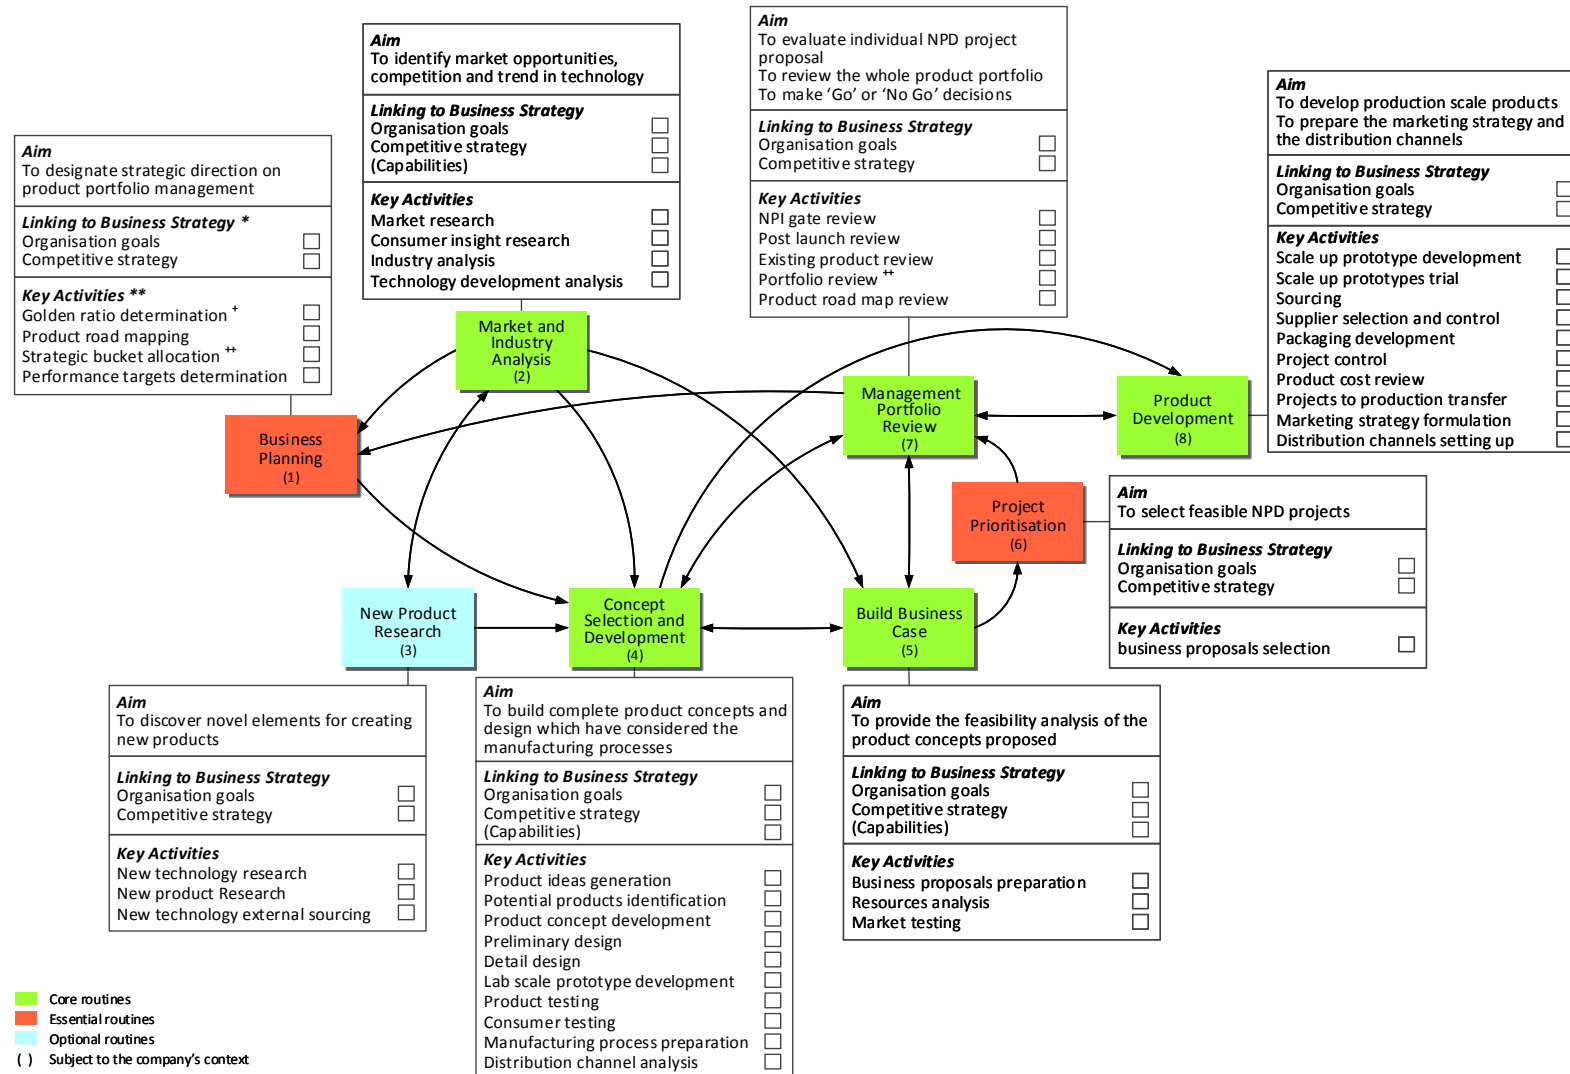 Aim
To designate strategic direction on
product portfolio management
Linking to Business Strategy *
Organisation goals
Competitive strategy
Key Activities **
Golden ratio determination +
Product road mapping
Strategic bucket allocation ++
Performance targets determination
Business
Planning
(1)
Aim
To identify market opportunities,
competition and trend in technology
Linking to Business Strategy
Organisation goals
Competitive strategy
(Capabilities)
Key Activities
Market research
Consumer insight research
Industry analysis
Technology development analysis
Market and
Industry
Analysis
(2)
Aim
To evaluate individual NPD project
proposal
To review the whole product portfolio
To make ‘Go’ or ‘No Go’ decisions
Linking to Business Strategy
Organisation goals
Competitive strategy
Key Activities
NPI gate review
Post launch review
Existing product review
Portfolio review ++
Product road map review
Management
Portfolio
Review
(7)
Aim
To develop production scale products
To prepare the marketing strategy and
the distribution channels
Linking to Business Strategy
Organisation goals
Competitive strategy
Key Activities
Scale up prototype development
Scale up prototypes trial
Sourcing
Supplier selection and control
Packaging development
Project control
Product cost review
Projects to production transfer
Marketing strategy formulation
Distribution channels setting up
Product
Development
(8)
Project
Prioritisation
(6)
Aim
To select feasible NPD projects
Linking to Business Strategy
Organisation goals
Competitive strategy
Key Activities
business proposals selection
New Product
Research
(3)
Aim
To discover novel elements for creating
new products
Linking to Business Strategy
Organisation goals
Competitive strategy
Key Activities
New technology research
New product Research
New technology external sourcing
Concept
Selection and
Development
(4)
Aim
To build complete product concepts and
design which have considered the
manufacturing processes
Linking to Business Strategy
Organisation goals
Competitive strategy
(Capabilities)
Key Activities
Product ideas generation
Potential products identification
Product concept development
Preliminary design
Detail design
Lab scale prototype development
Product testing
Consumer testing
Manufacturing process preparation
Distribution channel analysis
Build Business
Case
(5)
Aim
To provide the feasibility analysis of the
product concepts proposed
Linking to Business Strategy
Organisation goals
Competitive strategy
(Capabilities)
Key Activities
Business proposals preparation
Resources analysis
Market testing
Core routines
Essential routines
Optional routines
( ) Subject to the company’s context